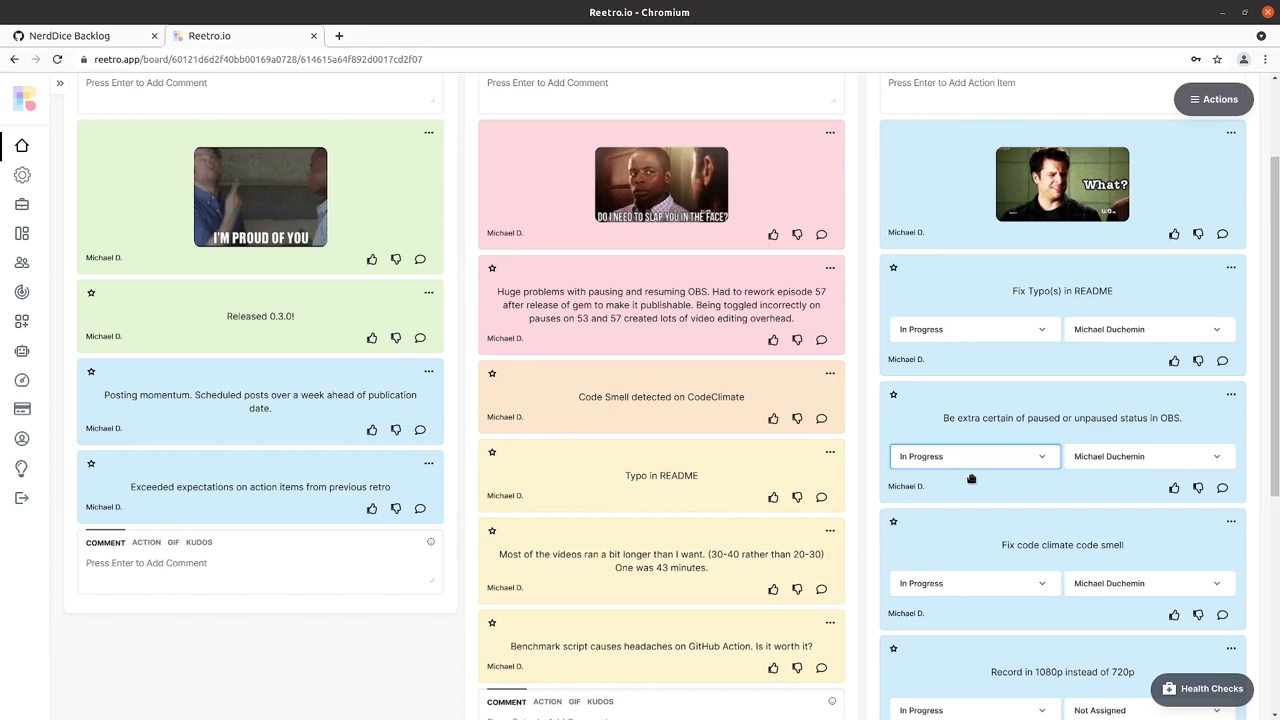 Reetro.io - Chromium
NerdDice Backlog
Reetro.io
reetro.app/board/60121d6d2f40bb00169a0728/614615a64f892d0017cd2f07
Press Enter to Add Comment
I'M PROUD OF YOU
Michael D.
Released 0.3.0!
Michael D.
Posting momentum. Scheduled posts over a week ahead of publication
date.
Michael D.
Exceeded expectations on action items from previous retro
Michael D.
COMMENT ACTION GIF KUDOS
Press Enter to Add Comment
Press Enter to Add Comment
DO I NEED TO SLAP YOU IN THE FACE?
Michael D.
Huge problems with pausing and resuming OBS. Had to rework episode 57
after release of gem to make it publishable. Being toggled incorrectly on
pauses on 53 and 57 created lots of video editing overhead.
Michael D.
Code Smell detected on CodeClimate
Michael D.
Typo in README
Michael D.
Most of the videos ran a bit longer than I want. (30-40 rather than 20-30)
One was 43 minutes.
Michael D.
Benchmark script causes headaches on GitHub Action. Is it worth it?
Michael D.
COMMENT ACTION GIF KUDOS
Press Enter to Add Action Item
Actions
What?
Michael D.
Fix Typo(s) in README
In Progress Michael Duchemin
Michael D.
Be extra certain of paused or unpaused status in OBS.
In Progress Michael Duchemin
Michael D.
Fix code climate code smell
In Progress Michael Duchemin
Michael D.
Record in 1080p instead of 720p
In Progress Not Assigned
Health Checks